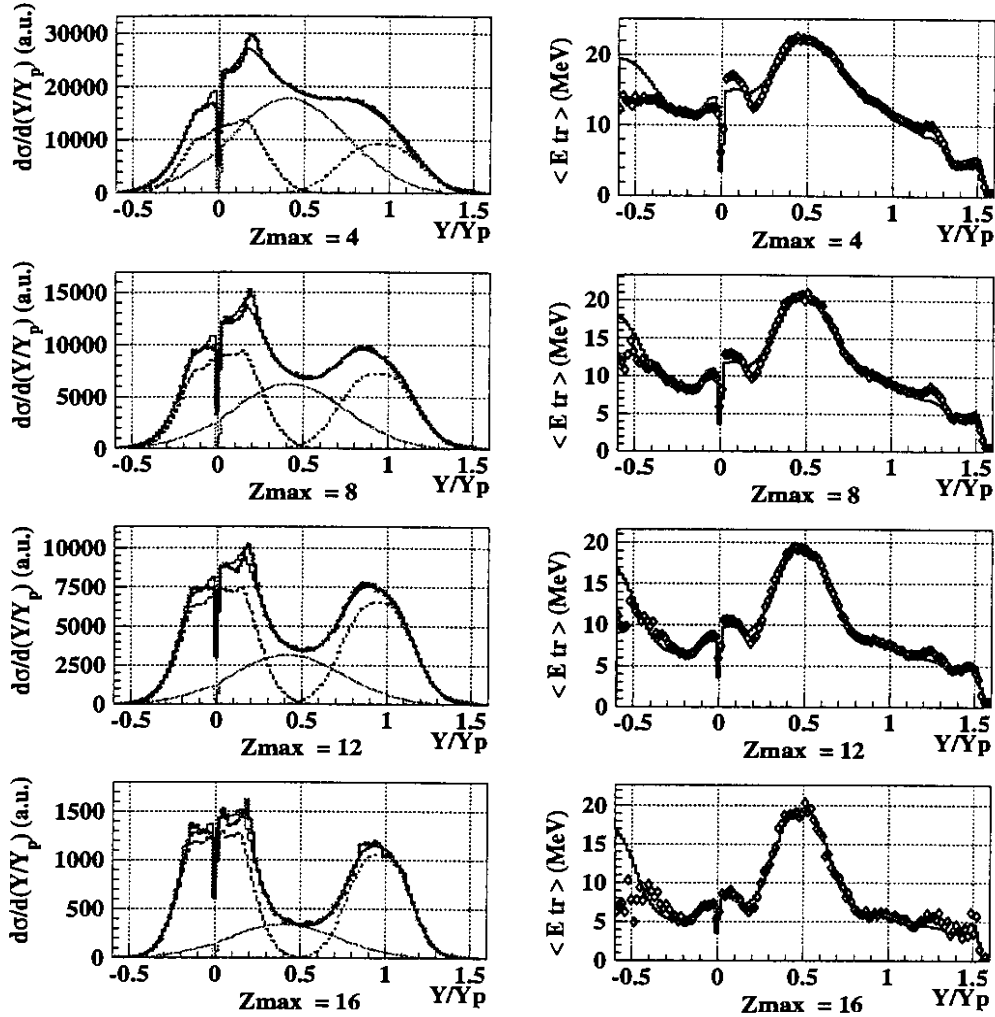 dσ/d(Y/Yp) (a.u.)
30000
20000
10000
0
-0.5 0 0.5 1 1.5
Zmax = 4 Y/Yp
< E tr > (MeV)
20
10
0
-0.5 0 0.5 1 1.5
Zmax = 4 Y/Yp
dσ/d(Y/Yp) (a.u.)
15000
10000
5000
0
-0.5 0 0.5 1 1.5
Zmax = 8 Y/Yp
< E tr > (MeV)
20
15
10
5
0
-0.5 0 0.5 1 1.5
Zmax = 8 Y/Yp
dσ/d(Y/Yp) (a.u.)
10000
7500
5000
2500
0
-0.5 0 0.5 1 1.5
Zmax = 12 Y/Yp
< E tr > (MeV)
20
15
10
5
0
-0.5 0 0.5 1 1.5
Zmax = 12 Y/Yp
dσ/d(Y/Yp) (a.u.)
1500
1000
500
0
-0.5 0 0.5 1 1.5
Zmax = 16 Y/Yp
< E tr > (MeV)
20
15
10
5
0
-0.5 0 0.5 1 1.5
Zmax = 16 Y/Yp